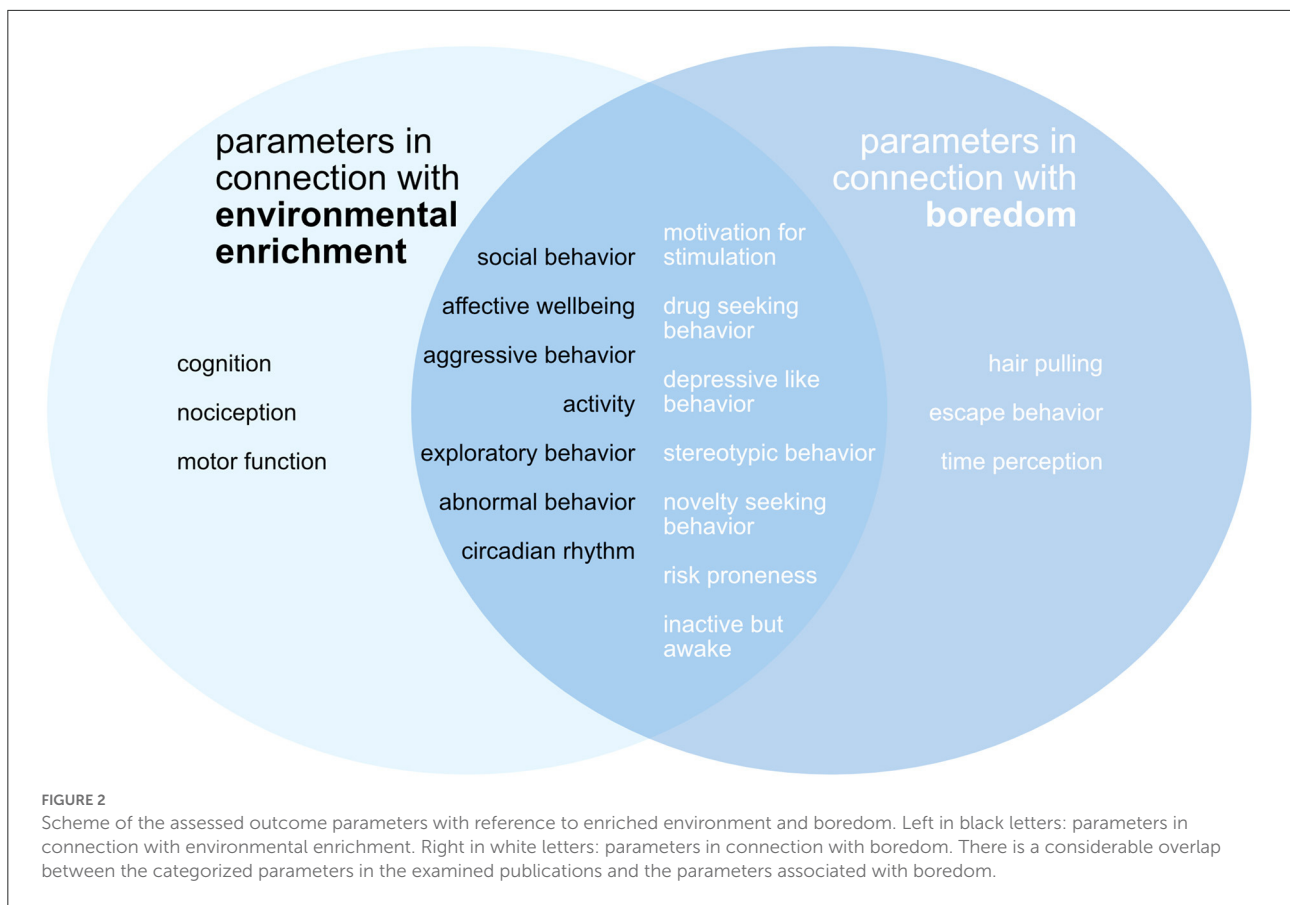 parameters in
connection with
environmental
enrichment
cognition
nociception
motor function
social behavior
affective wellbeing
aggressive behavior
activity
exploratory behavior
abnormal behavior
circadian rhythm
motivation for
stimulation
drug seeking
behavior
depressive like
behavior
stereotypic behavior
novelty seeking
behavior
risk proneness
inactive but
awake
parameters in
connection with
boredom
hair pulling
escape behavior
time perception
FIGURE 2
Scheme of the assessed outcome parameters with reference to enriched environment and boredom. Left in black letters: parameters in
connection with environmental enrichment. Right in white letters: parameters in connection with boredom. There is a considerable overlap
between the categorized parameters in the examined publications and the parameters associated with boredom.